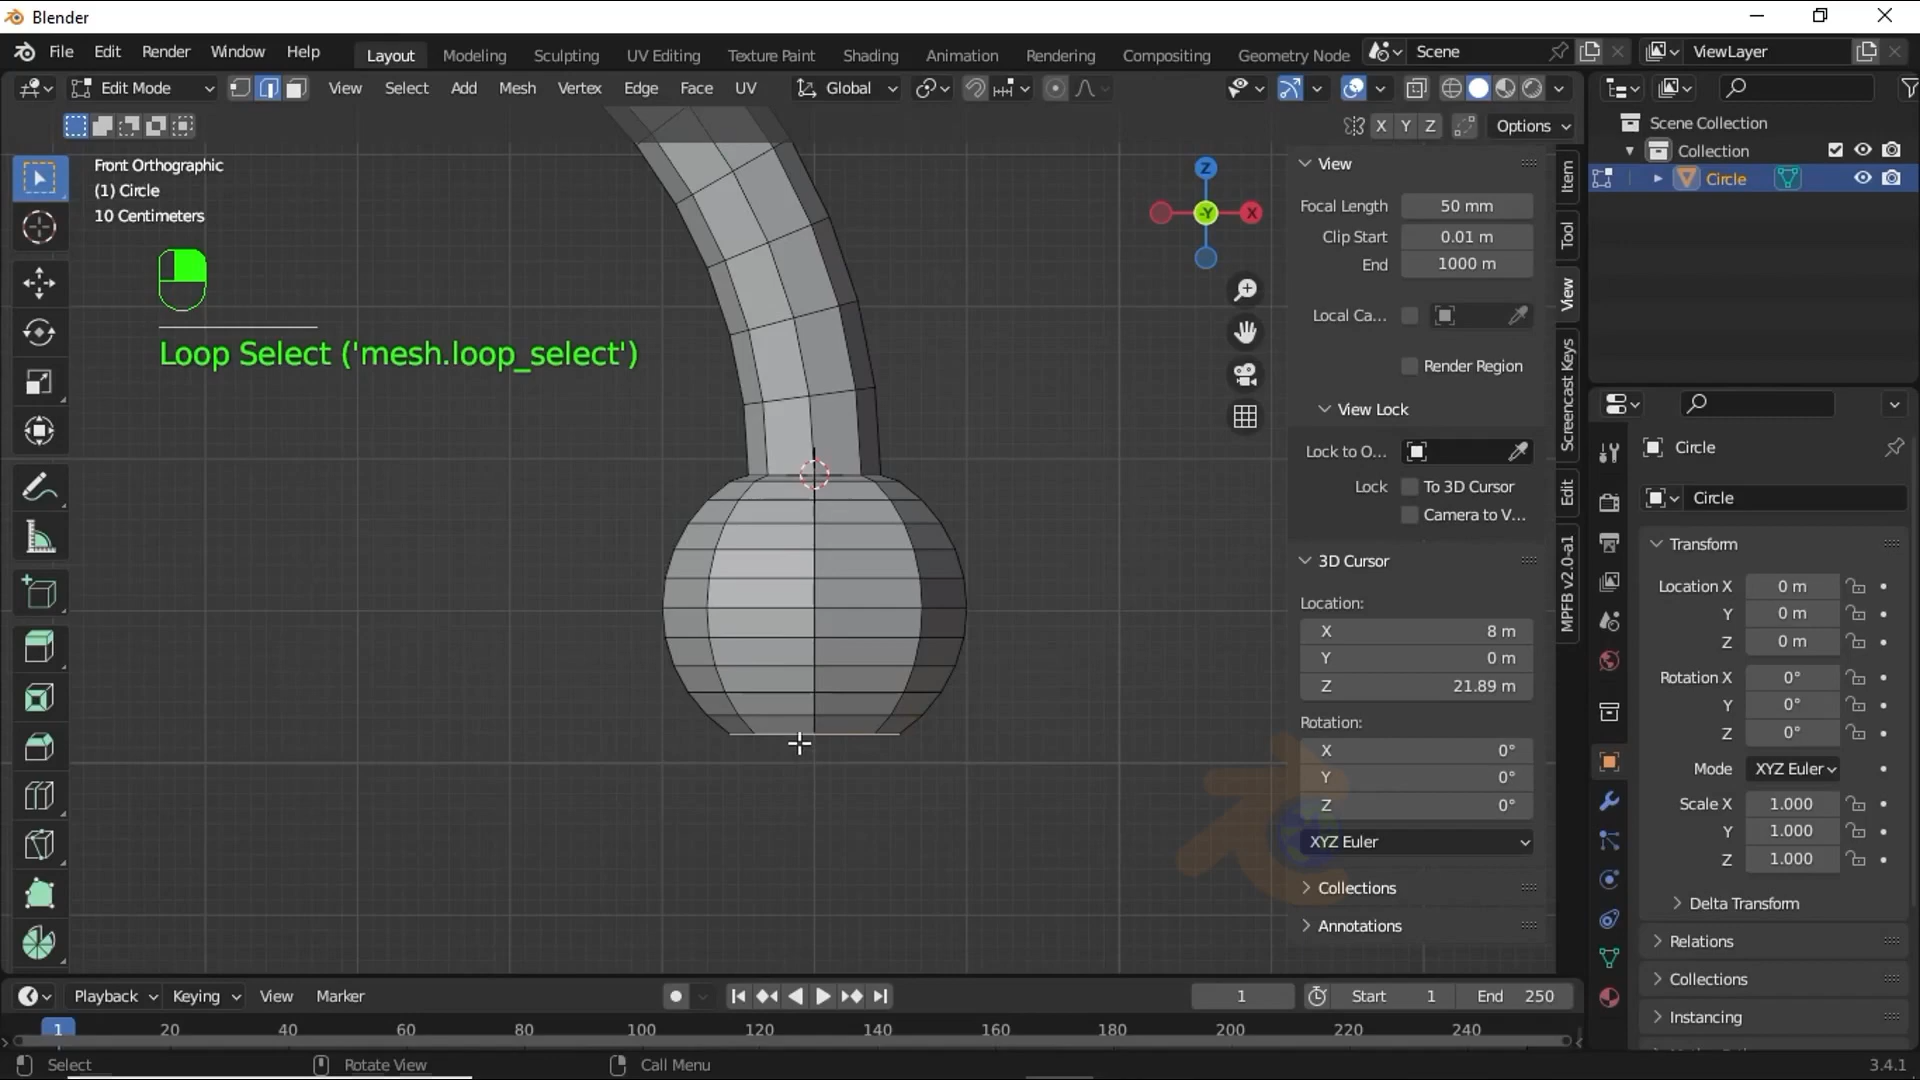 Blender
File Edit Render Window Help Layout Modeling Sculpting UV Editing Texture Paint Shading Animation Rendering Compositing Geometry Node Scene ViewLayer
Edit Mode View Select Add Mesh Vertex Edge Face UV Global
X Y Z Options
Front Orthographic
(1) Circle
10 Centimeters
Loop Select ('mesh.loop_select')
Z
-Y X
View
Focal Length 50 mm
Clip Start 0.01 m
End 1000 m
Local Ca...
Render Region
View Lock
Lock to O...
Lock To 3D Cursor
Camera to V...
3D Cursor
Location:
X 8 m
Y 0 m
Z 21.89 m
Rotation:
X 0°
Y 0°
Z 0°
XYZ Euler
Collections
Annotations
Item
Tool
View
Screencast Keys
Edit
MPFB v2.0-a1
Scene Collection
Collection
Circle
Circle
Circle
Transform
Location X 0 m
Y 0 m
Z 0 m
Rotation X 0°
Y 0°
Z 0°
Mode XYZ Euler
Scale X 1.000
Y 1.000
Z 1.000
Delta Transform
Relations
Collections
Instancing
Playback Keying View Marker 1 Start 1 End 250
1 20 40 60 80 100 120 140 160 180 200 220 240
Select Rotate View Call Menu 3.4.1